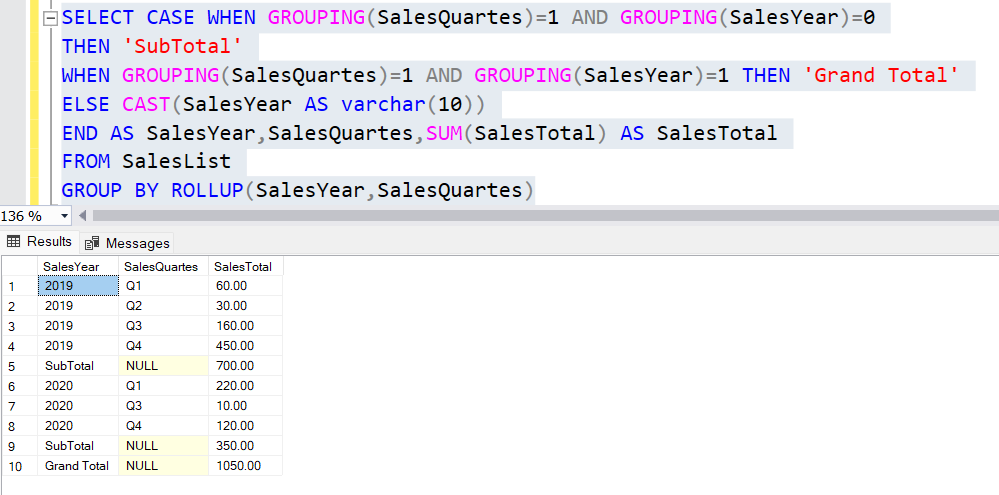 SELECT CASE WHEN GROUPING(SalesQuartes)=1 AND GROUPING(SalesYear)=0
THEN 'SubTotal'
WHEN GROUPING(SalesQuartes)=1 AND GROUPING(SalesYear)=1 THEN 'Grand Total'
ELSE CAST(SalesYear AS varchar(10))
END AS SalesYear,SalesQuartes,SUM(SalesTotal) AS SalesTotal
FROM SalesList
GROUP BY ROLLUP(SalesYear,SalesQuartes)
136 %
Results Messages
SalesYear SalesQuartes SalesTotal
1 2019 Q1 60.00
2 2019 Q2 30.00
3 2019 Q3 160.00
4 2019 Q4 450.00
5 SubTotal NULL 700.00
6 2020 Q1 220.00
7 2020 Q3 10.00
8 2020 Q4 120.00
9 SubTotal NULL 350.00
10 Grand Total NULL 1050.00